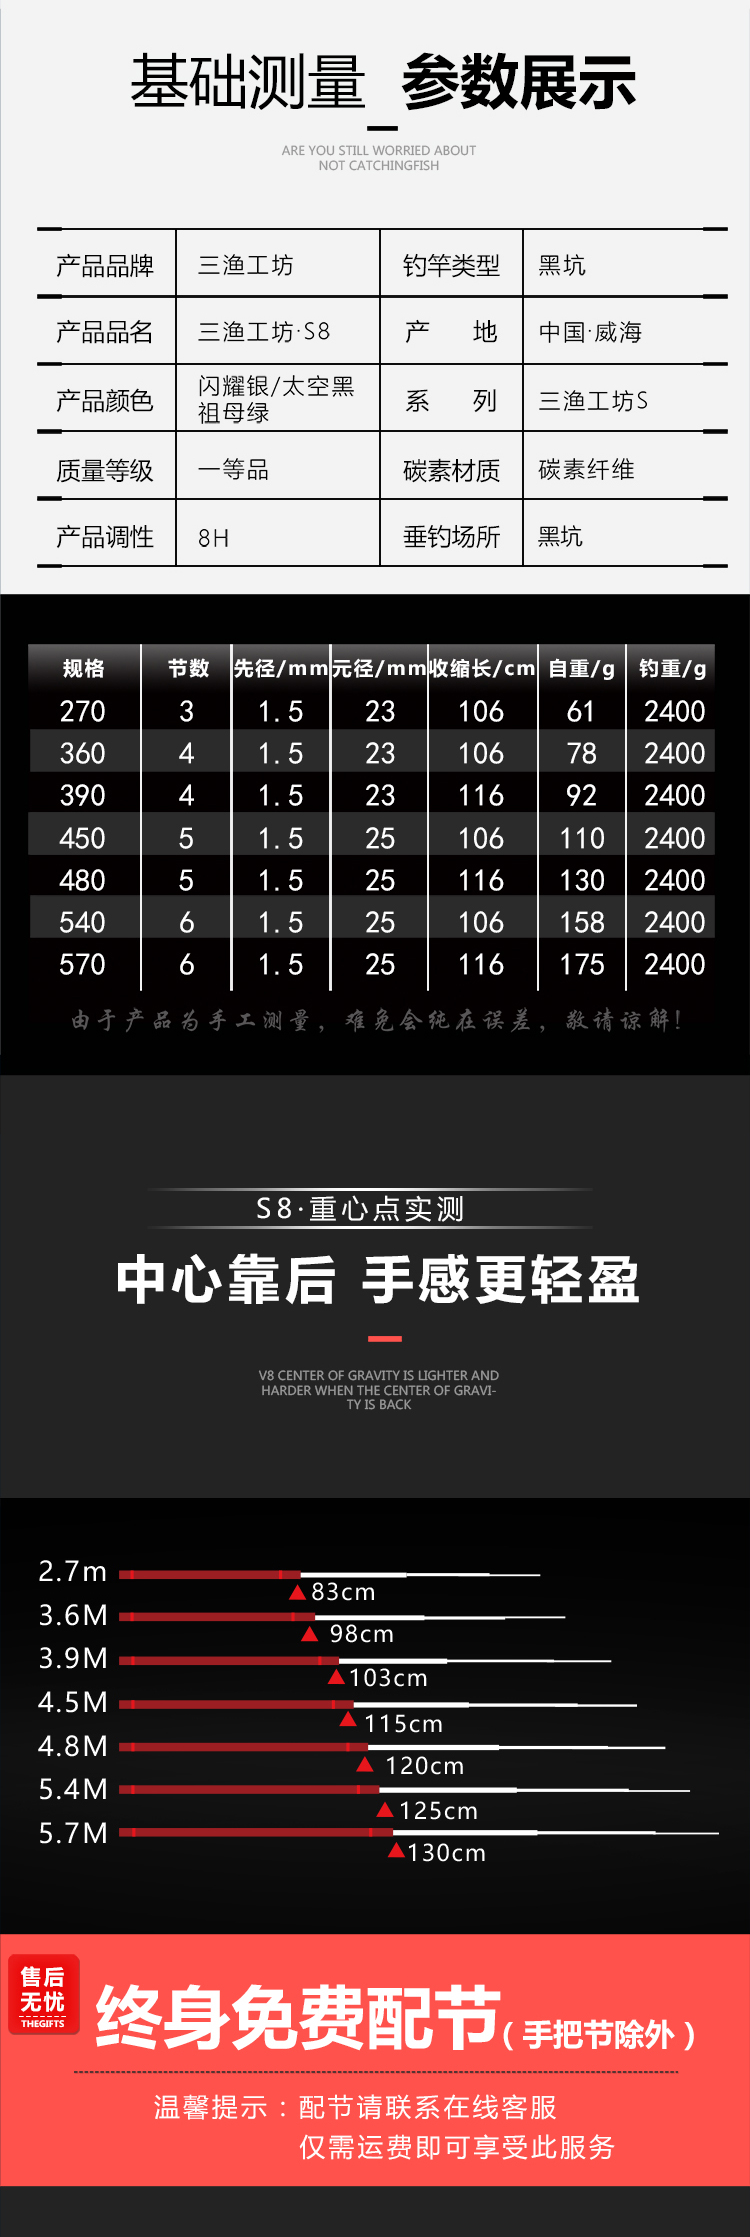 基础测量 参数展示
ARE YOU STILL WORRIED ABOUT
NOT CATCHINGFISH
产品品牌 三渔工坊 钓竿类型 黑坑
产品品名 三渔工坊·S8 产 地 中国·威海
产品颜色 闪耀银/太空黑 祖母绿 系 列 三渔工坊S
质量等级 一等品 碳素材质 碳素纤维
产品调性 8H 垂钓场所 黑坑
规格 节数 先径/mm 元径/mm 收缩长/cm 自重/g 钓重/g
270 3 1.5 23 106 61 2400
360 4 1.5 23 106 78 2400
390 4 1.5 23 116 92 2400
450 5 1.5 25 106 110 2400
480 5 1.5 25 116 130 2400
540 6 1.5 25 106 158 2400
570 6 1.5 25 116 175 2400
由于产品为手工测量，难免会纯在误差，敬请谅解！
S8·重心点实测
中心靠后 手感更轻盈
V8 CENTER OF GRAVITY IS LIGHTER AND
HARDER WHEN THE CENTER OF GRAVI-
TY IS BACK
2.7m
83cm
3.6M
98cm
3.9M
103cm
4.5M
115cm
4.8M
120cm
5.4M
125cm
5.7M
130cm
售后
无忧
THEGIFTS
终身免费配节（手把节除外）
温馨提示：配节请联系在线客服
仅需运费即可享受此服务